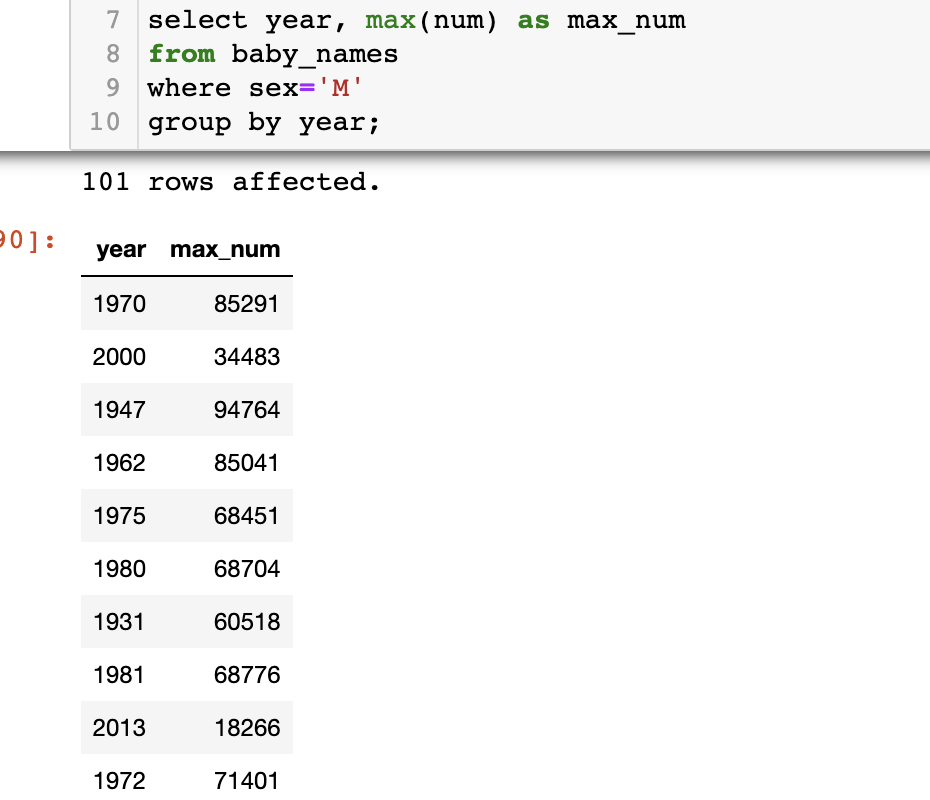 7 select year, max(num) as max_num
8 from baby_names
9 where sex='M'
10 group by year;
101 rows affected.
90]:
year max_num
1970 85291
2000 34483
1947 94764
1962 85041
1975 68451
1980 68704
1931 60518
1981 68776
2013 18266
1972 71401